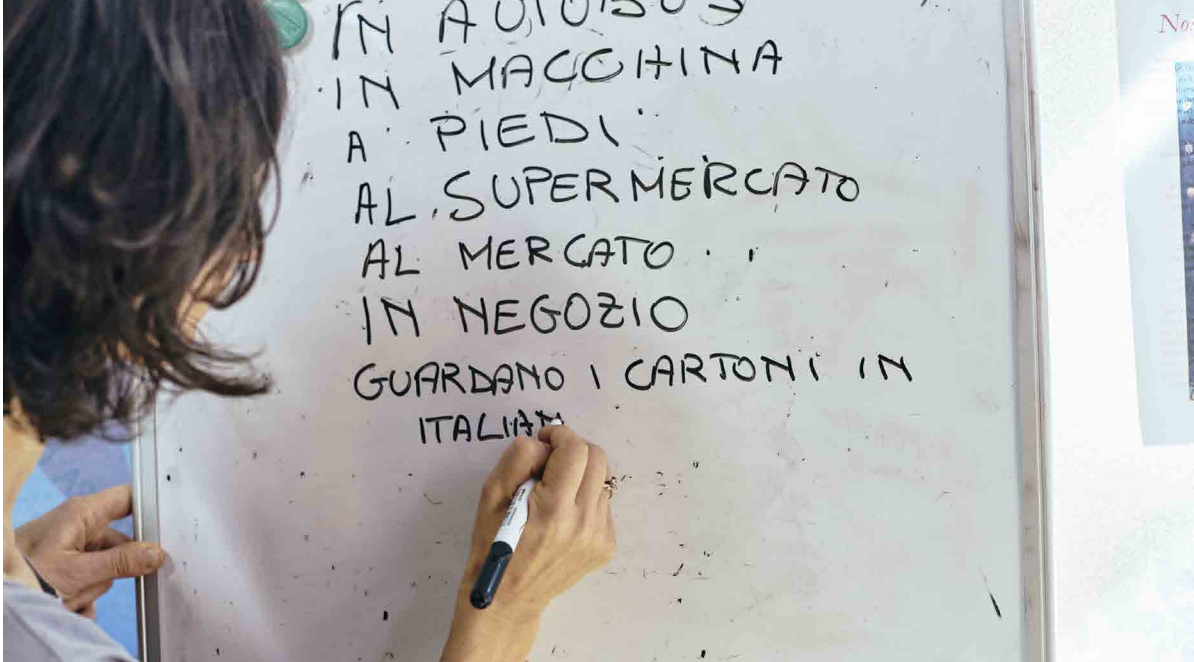 IN AUTOBUS
IN MACCHINA
A PIEDI
AL SUPERMERCATO
AL MERCATO
IN NEGOZIO
GUARDANO I CARTONI IN
ITALIAN